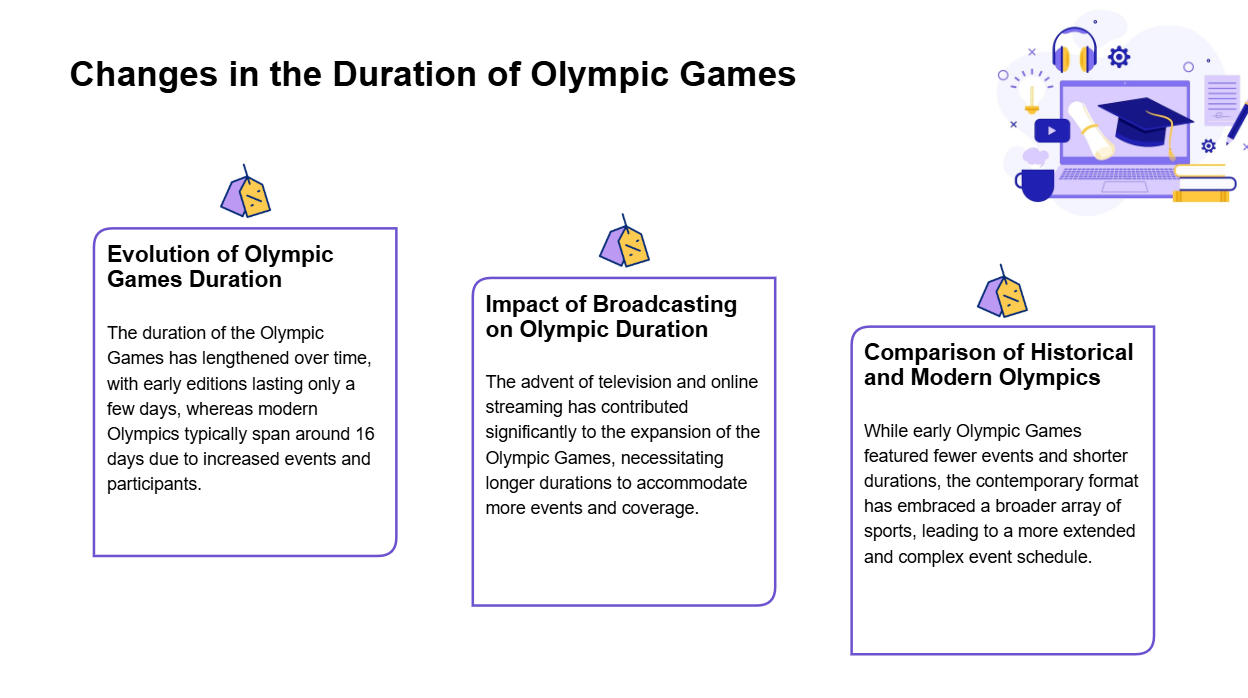 Changes in the Duration of Olympic Games
Evolution of Olympic
Games Duration
The duration of the Olympic
Games has lengthened over time,
with early editions lasting only a
few days, whereas modern
Olympics typically span around 16
days due to increased events and
participants.
Impact of Broadcasting
on Olympic Duration
The advent of television and online
streaming has contributed
significantly to the expansion of the
Olympic Games, necessitating
longer durations to accommodate
more events and coverage.
Comparison of Historical
and Modern Olympics
While early Olympic Games
featured fewer events and shorter
durations, the contemporary format
has embraced a broader array of
sports, leading to a more extended
and complex event schedule.